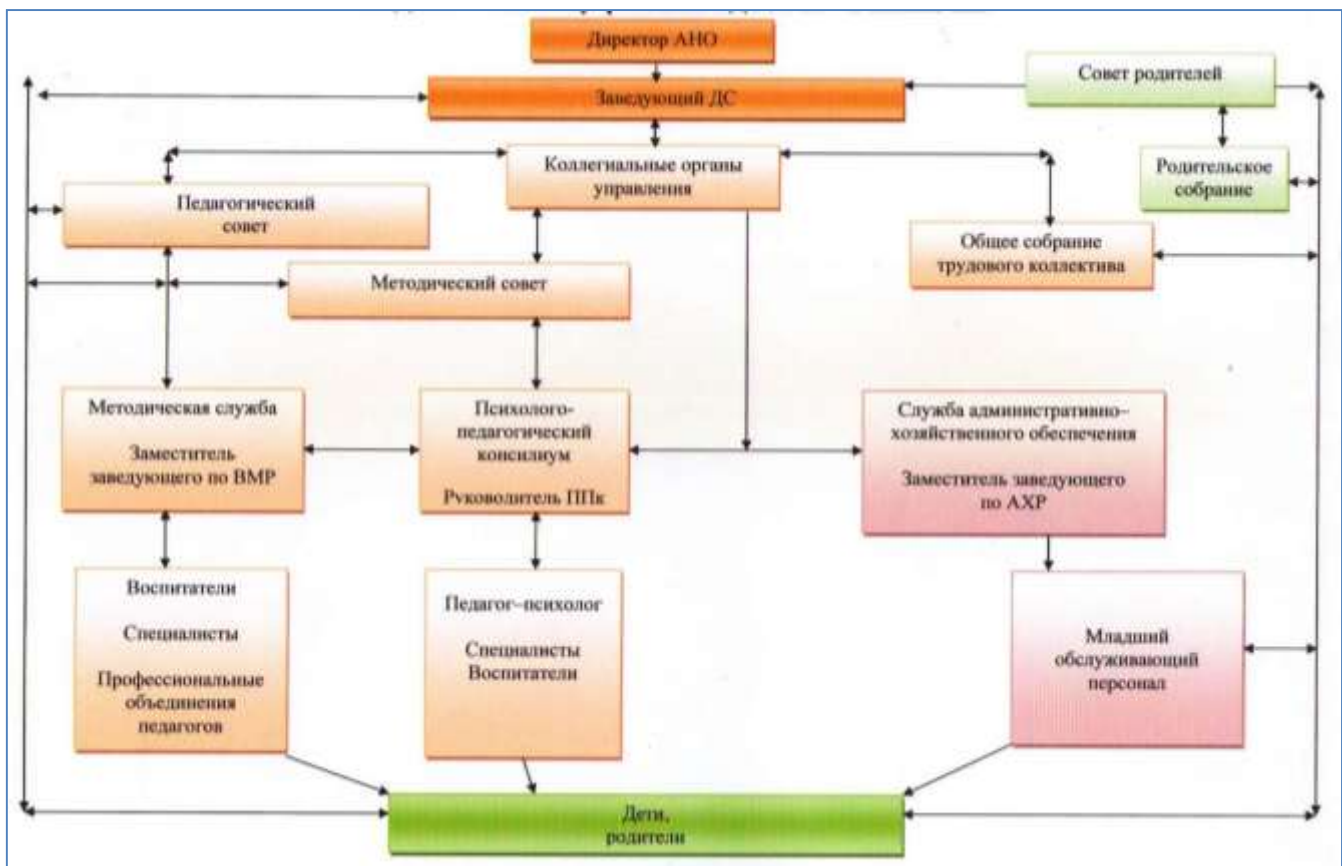 Директор АНО
Заведующий ДС
Совет родителей
Коллегиальные органы
управления
Родительское
собрание
Педагогический
совет
Общее собрание
трудового коллектива
Методический совет
Методическая служба
Заместитель
заведующего по ВМР
Психолого-
педагогический
консилиум
Руководитель ППк
Служба административно–
хозяйственного обеспечения
Заместитель заведующего
по АХР
Воспитатели
Специалисты
Профессиональные
объединения
педагогов
Педагог–психолог
Специалисты
Воспитатели
Младший
обслуживающий
персонал
Дети,
родители